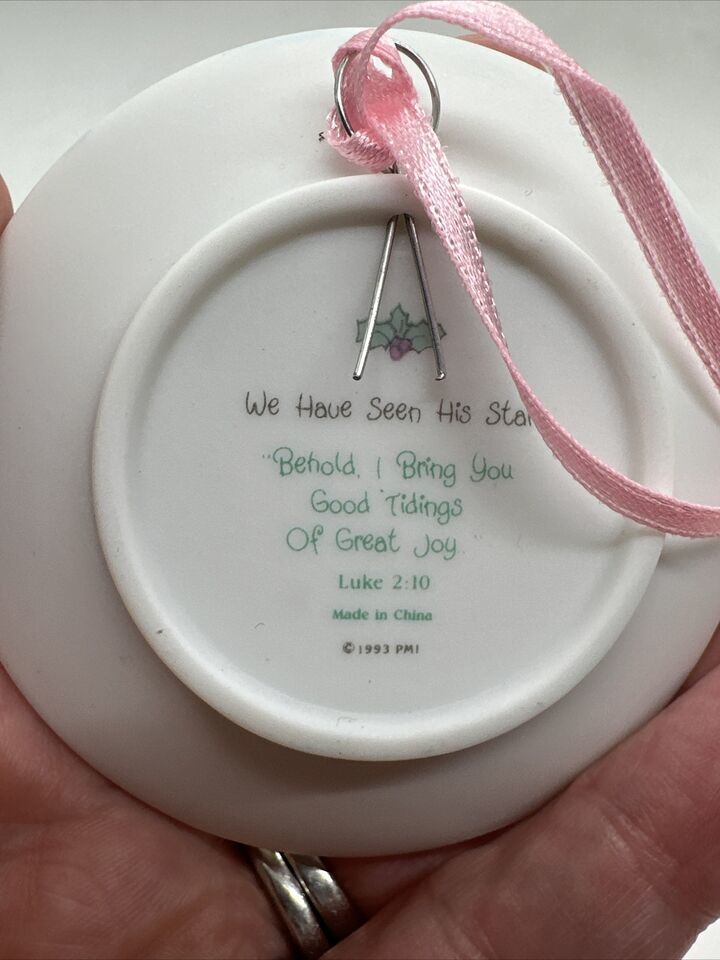 We Have Seen His Star
"Behold, I Bring You
Good Tidings
Of Great Joy."
Luke 2:10
Made in China
©1993 PMI